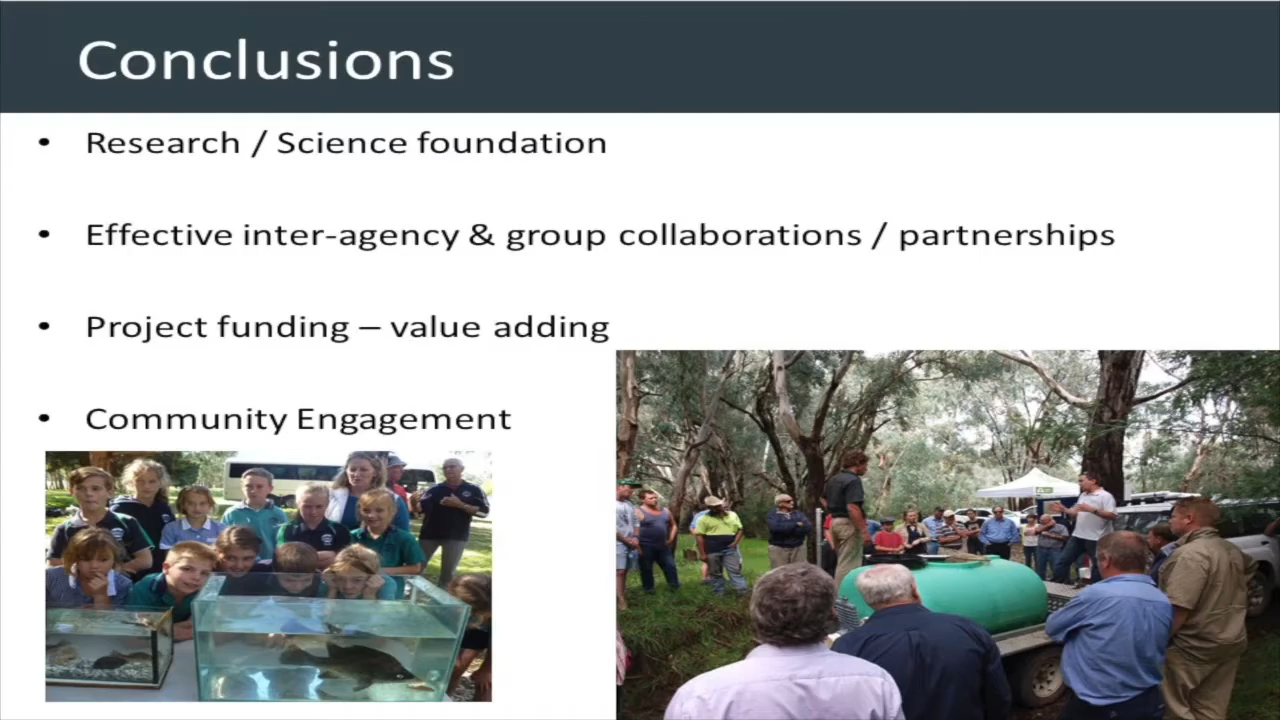 Conclusions
• Research / Science foundation
• Effective inter-agency & group collaborations / partnerships
• Project funding – value adding
• Community Engagement